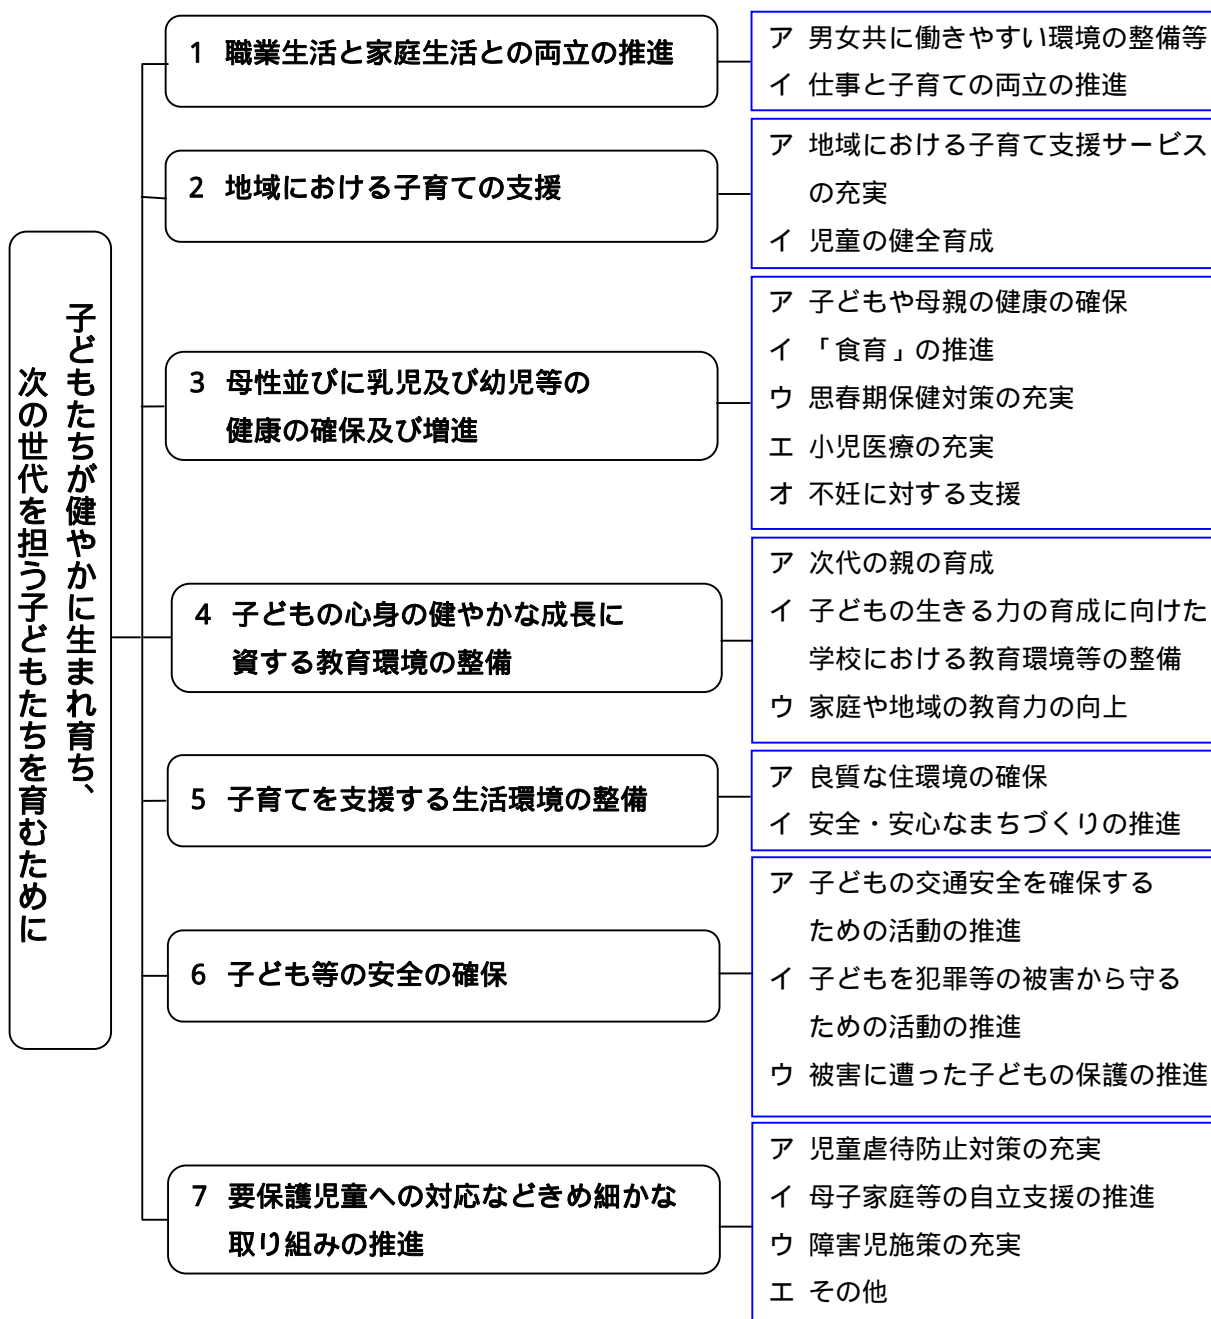 子どもたちが健やかに生まれ育ち、
次の世代を担う子どもたちを育むために
1 職業生活と家庭生活との両立の推進
ア 男女共に働きやすい環境の整備等
イ 仕事と子育ての両立の推進
2 地域における子育ての支援
ア 地域における子育て支援サービス
の充実
イ 児童の健全育成
3 母性並びに乳児及び幼児等の
健康の確保及び増進
ア 子どもや母親の健康の確保
イ 「食育」の推進
ウ 思春期保健対策の充実
エ 小児医療の充実
オ 不妊に対する支援
4 子どもの心身の健やかな成長に
資する教育環境の整備
ア 次代の親の育成
イ 子どもの生きる力の育成に向けた
学校における教育環境等の整備
ウ 家庭や地域の教育力の向上
5 子育てを支援する生活環境の整備
ア 良質な住環境の確保
イ 安全・安心なまちづくりの推進
6 子ども等の安全の確保
ア 子どもの交通安全を確保する
ための活動の推進
イ 子どもを犯罪等の被害から守る
ための活動の推進
ウ 被害に遭った子どもの保護の推進
7 要保護児童への対応などきめ細かな
取り組みの推進
ア 児童虐待防止対策の充実
イ 母子家庭等の自立支援の推進
ウ 障害児施策の充実
エ その他